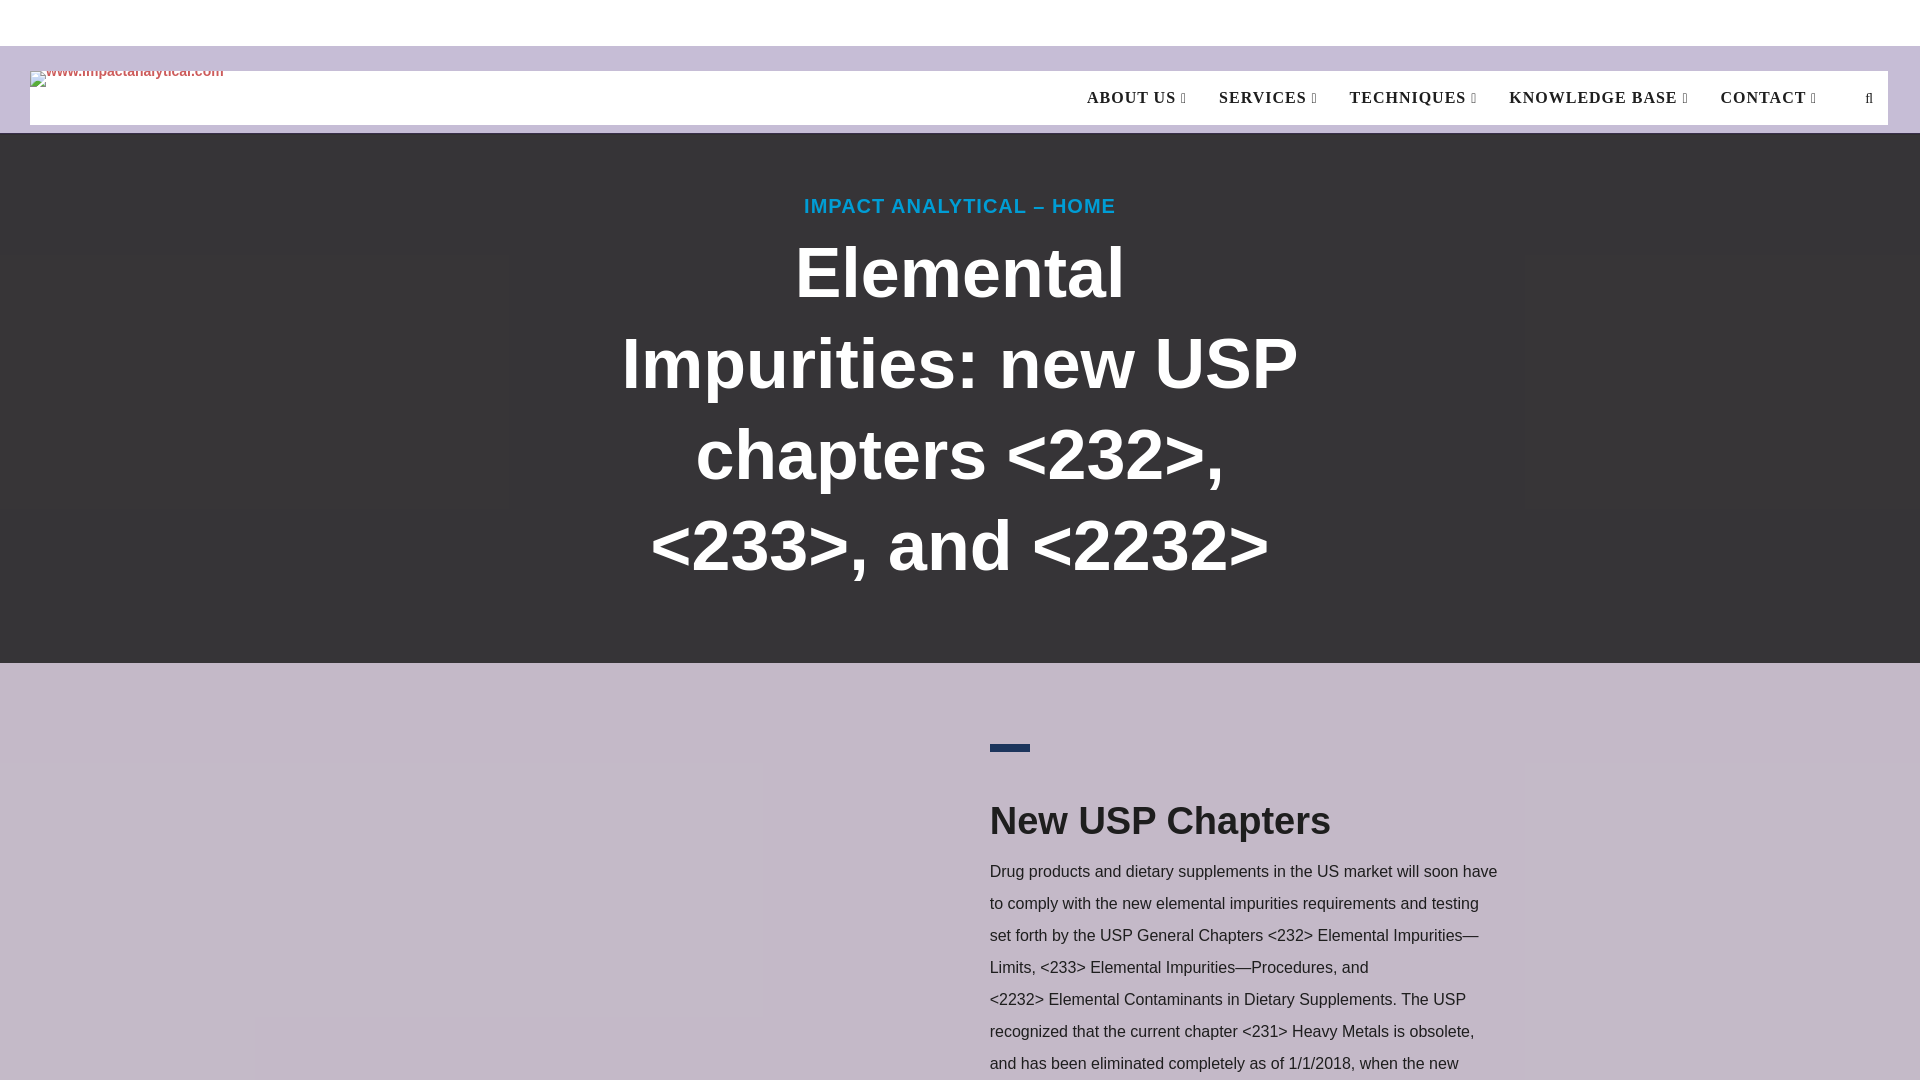 www.impactanalytical.com
ABOUT US
SERVICES
TECHNIQUES
KNOWLEDGE BASE
CONTACT
IMPACT ANALYTICAL – HOME
Elemental
Impurities: new USP
chapters <232>,
<233>, and <2232>
New USP Chapters
Drug products and dietary supplements in the US market will soon have
to comply with the new elemental impurities requirements and testing
set forth by the USP General Chapters <232> Elemental Impurities—
Limits, <233> Elemental Impurities—Procedures, and
<2232> Elemental Contaminants in Dietary Supplements. The USP
recognized that the current chapter <231> Heavy Metals is obsolete,
and has been eliminated completely as of 1/1/2018, when the new